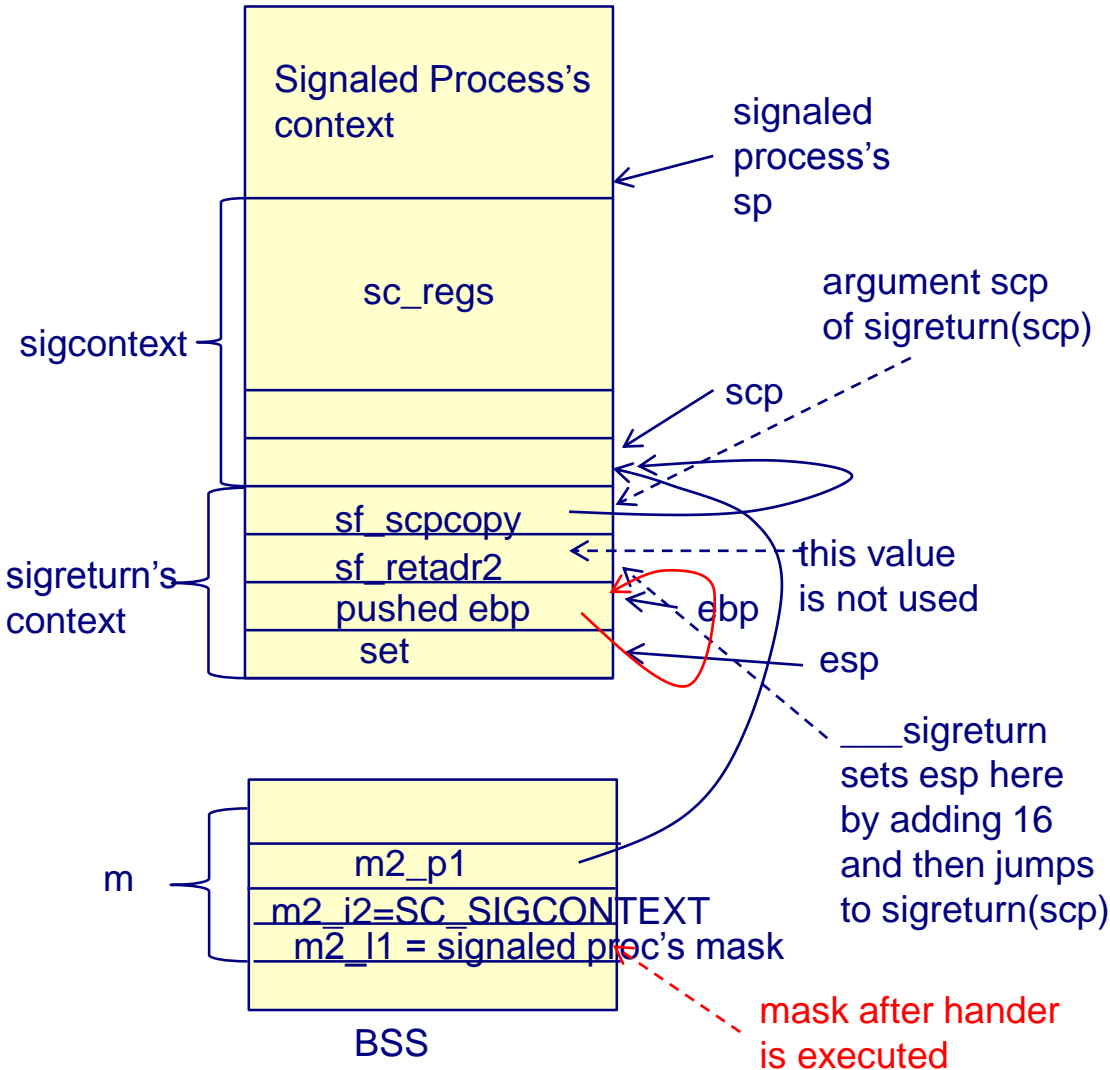 Signaled Process's
context
signaled
process's
sp
sc_regs
argument scp
of sigreturn(scp)
sigcontext
scp
sf_scpcopy
sf_retadr2
this value
is not used
sigreturn's
context
pushed ebp
ebp
set
esp
___sigreturn
sets esp here
by adding 16
and then jumps
to sigreturn(scp)
m
m2_p1
m2_i2=SC_SIGCONTEXT
m2_l1 = signaled proc's mask
mask after hander
is executed
BSS